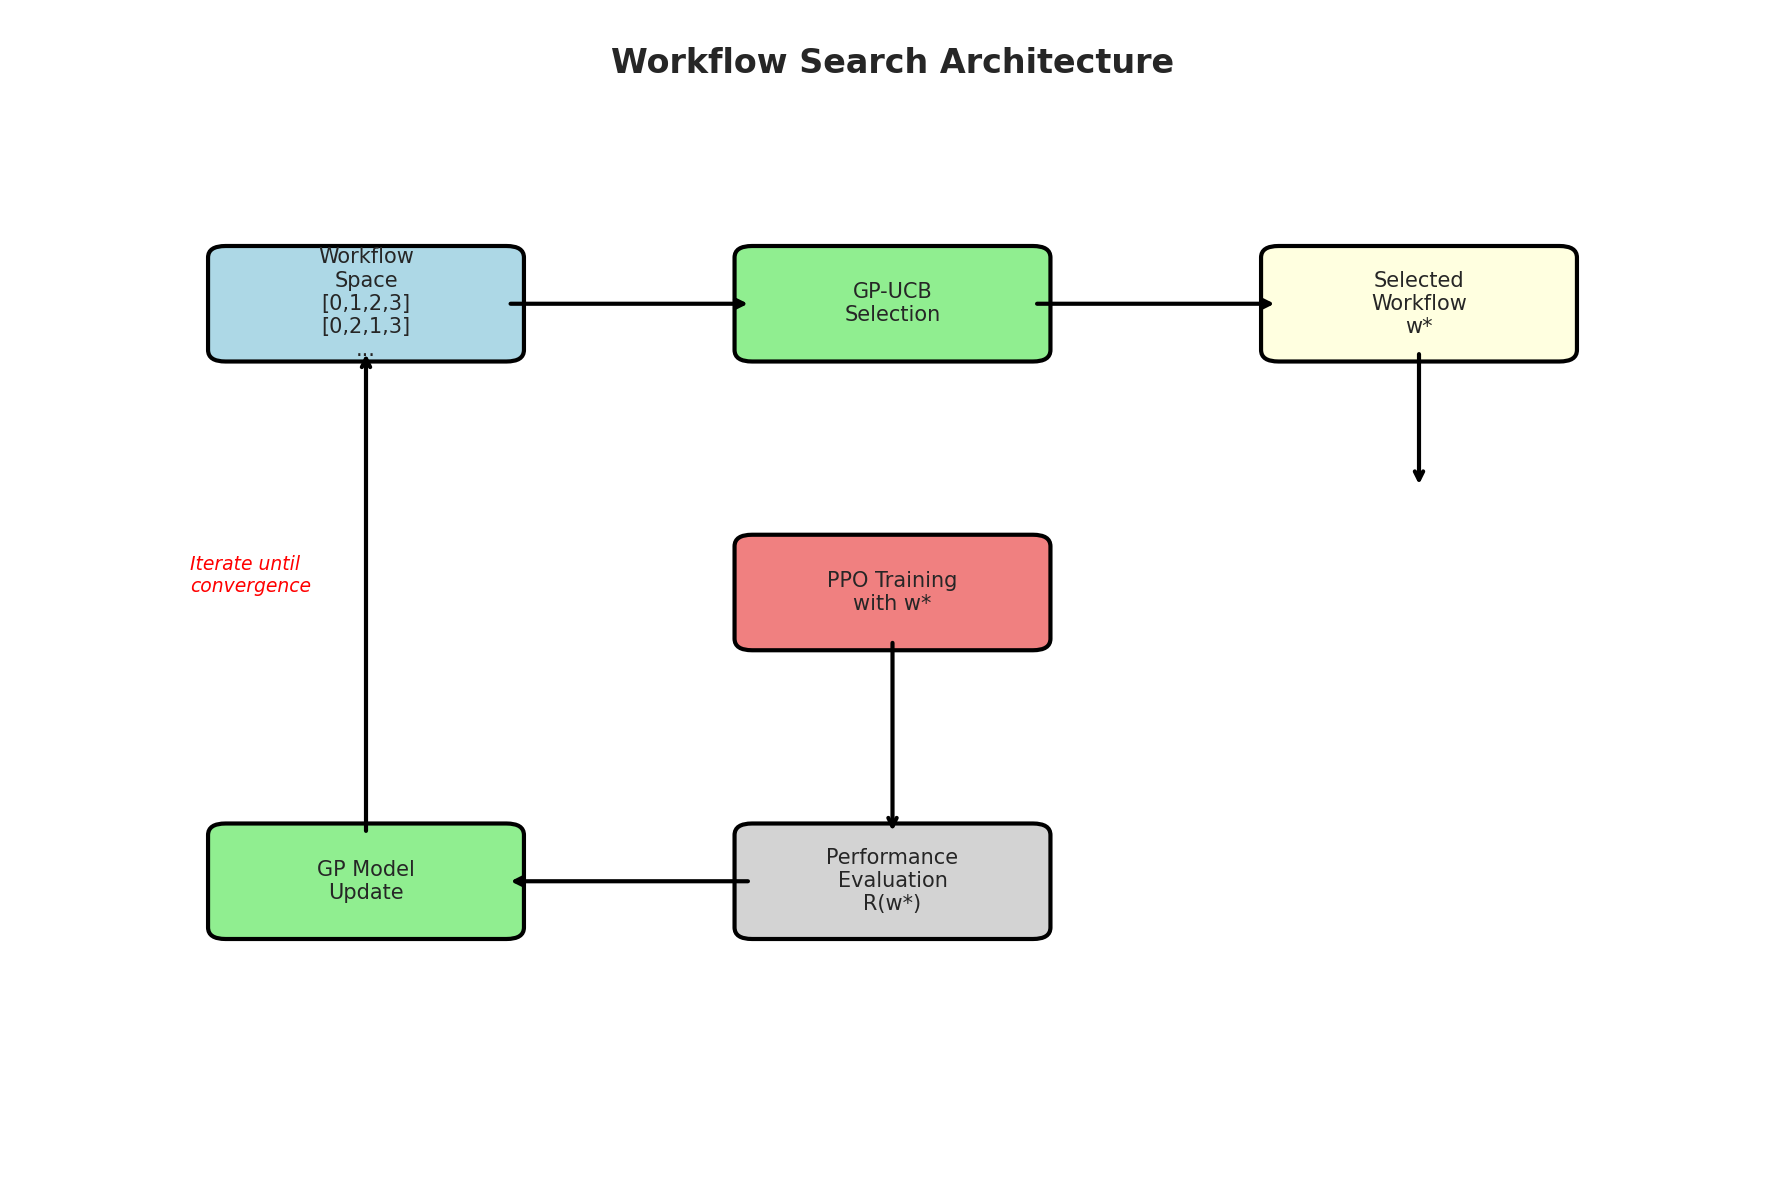 Workflow Search Architecture
Workflow
Space
[0,1,2,3]
[0,2,1,3]
...
GP-UCB
Selection
Selected
Workflow
w*
Iterate until
convergence
PPO Training
with w*
GP Model
Update
Performance
Evaluation
R(w*)